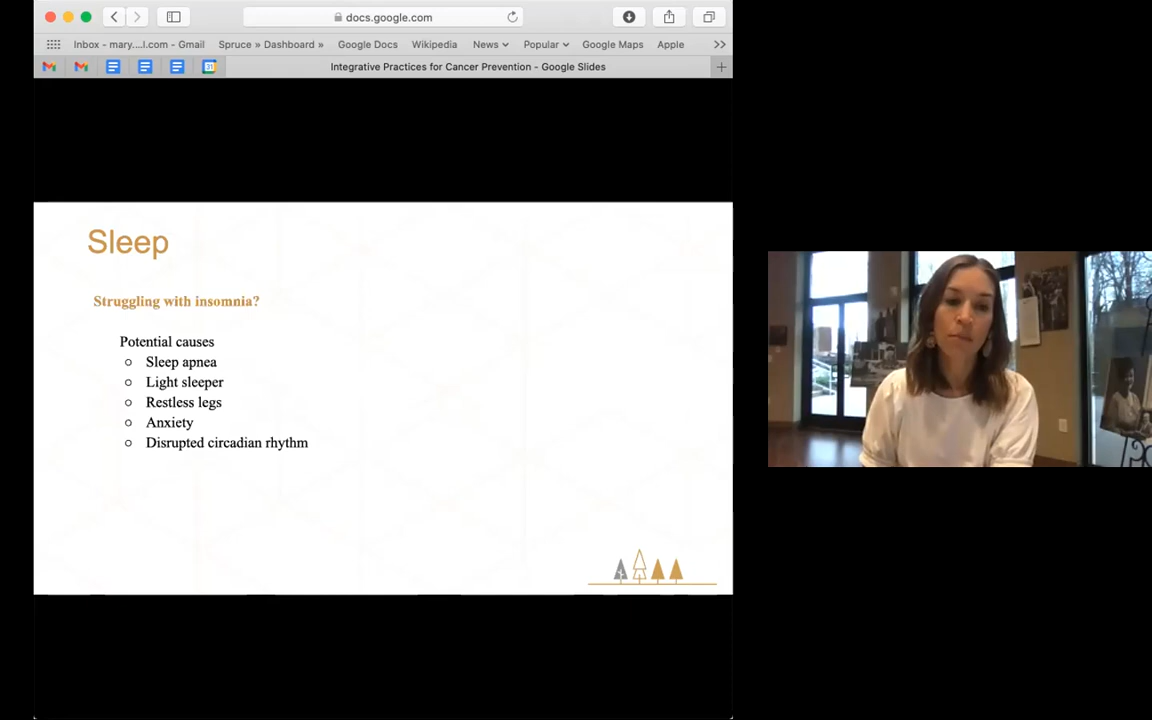 docs.google.com
Inbox - mary....l.com - Gmail Spruce » Dashboard » Google Docs Wikipedia News Popular Google Maps Apple
31
Integrative Practices for Cancer Prevention - Google Slides
Sleep
Struggling with insomnia?
Potential causes
Sleep apnea
Light sleeper
Restless legs
Anxiety
Disrupted circadian rhythm